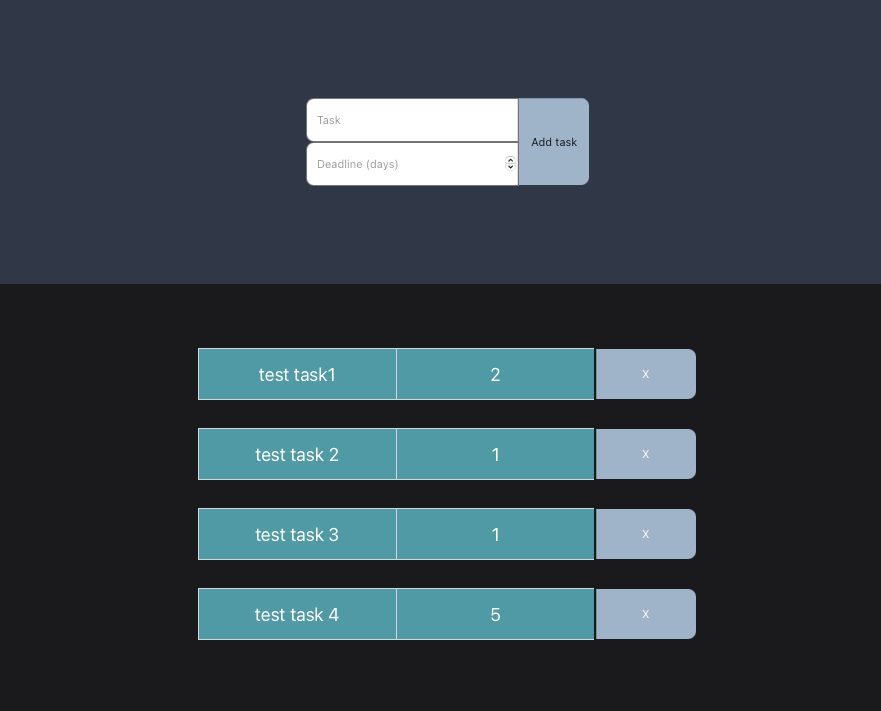 Task
Deadline (days)
Add task
test task1 2 X
test task 2 1 X
test task 3 1 X
test task 4 5 X